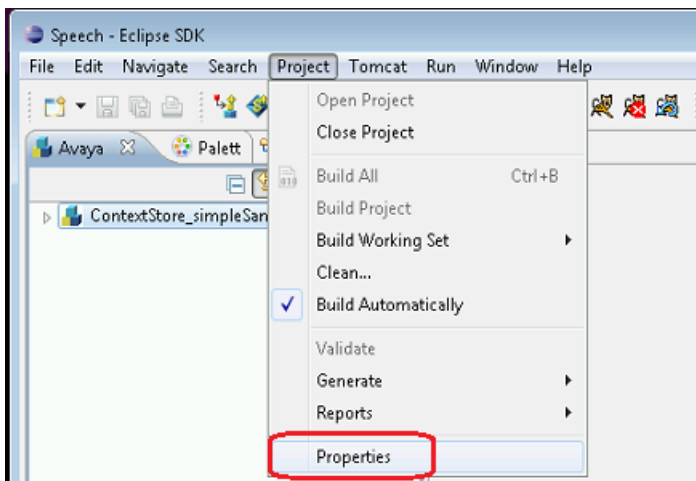 Speech - Eclipse SDK
File Edit Navigate Search Project Tomcat Run Window Help
Open Project
Close Project
Avaya Palett
Build All Ctrl+B
010
Build Project
ContextStore_simpleSan
Build Working Set
Clean...
Build Automatically
Validate
Generate
Reports
Properties